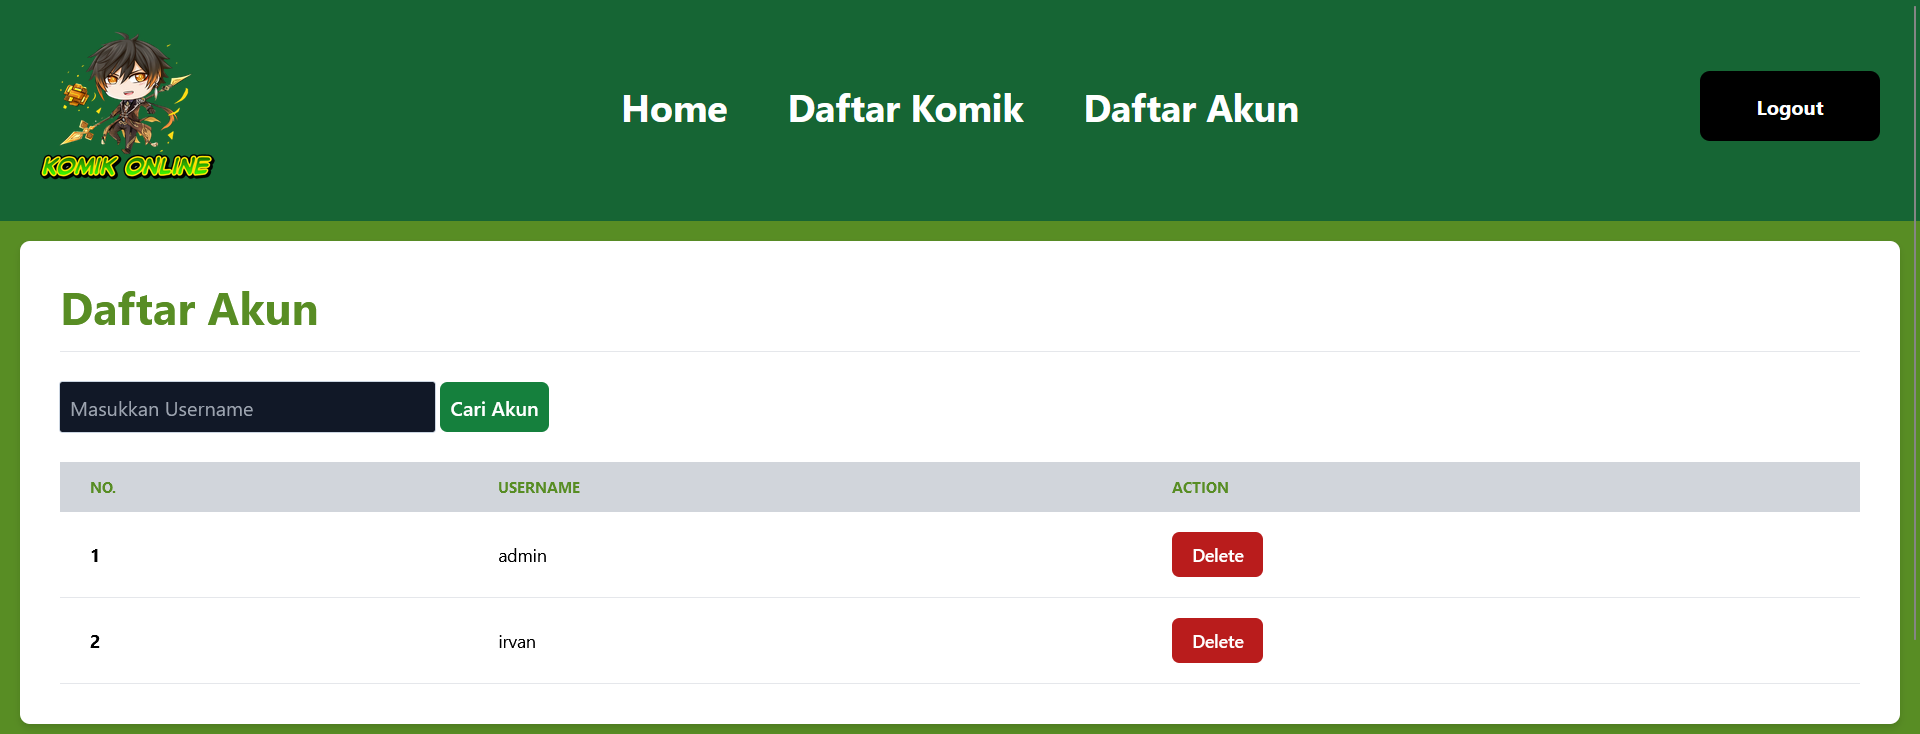 KOMIK ONLINE
Home Daftar Komik Daftar Akun
Logout
Daftar Akun
Masukkan Username Cari Akun
NO. USERNAME ACTION
1 admin Delete
2 irvan Delete